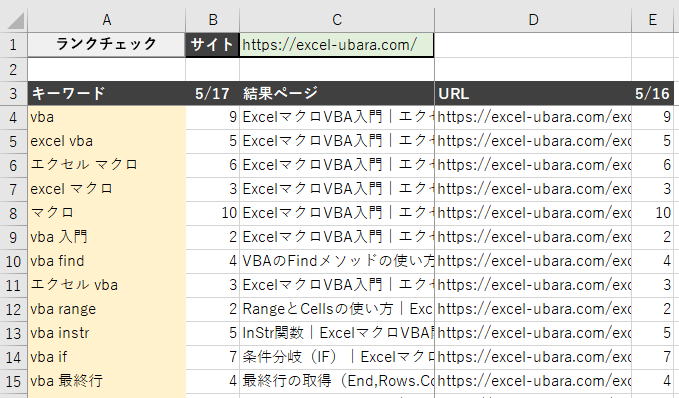 A B C D E
1 ランクチェック サイト https://excel-ubara.com/
2
3 キーワード 5/17 結果ページ URL 5/16
4 vba 9 ExcelマクロVBA入門｜エクセ https://excel-ubara.com/exc 9
5 excel vba 5 ExcelマクロVBA入門｜エクセ https://excel-ubara.com/exc 5
6 エクセル マクロ 6 ExcelマクロVBA入門｜エクセ https://excel-ubara.com/exc 6
7 excel マクロ 3 ExcelマクロVBA入門｜エクセ https://excel-ubara.com/exc 3
8 マクロ 10 ExcelマクロVBA入門｜エクセ https://excel-ubara.com/exc 10
9 vba 入門 2 ExcelマクロVBA入門｜エクセ https://excel-ubara.com/exc 2
10 vba find 4 VBAのFindメソッドの使い方 https://excel-ubara.com/exc 4
11 エクセル vba 3 ExcelマクロVBA入門｜エクセ https://excel-ubara.com/exc 3
12 vba range 2 RangeとCellsの使い方｜Exc https://excel-ubara.com/exc 2
13 vba instr 5 InStr関数｜ExcelマクロVBA https://excel-ubara.com/exc 5
14 vba if 7 条件分岐（IF）｜Excelマク https://excel-ubara.com/exc 7
15 vba 最終行 4 最終行の取得（End,Rows.Co https://excel-ubara.com/exc 4